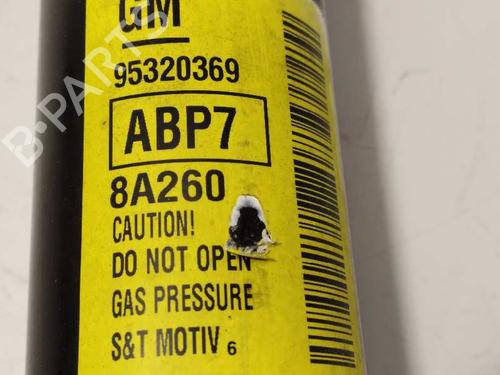 GM
95320369
ABP7
8A260
CAUTION!
DO NOT OPEN
GAS PRESSURE
S&T MOTIV 6
B-PARTS